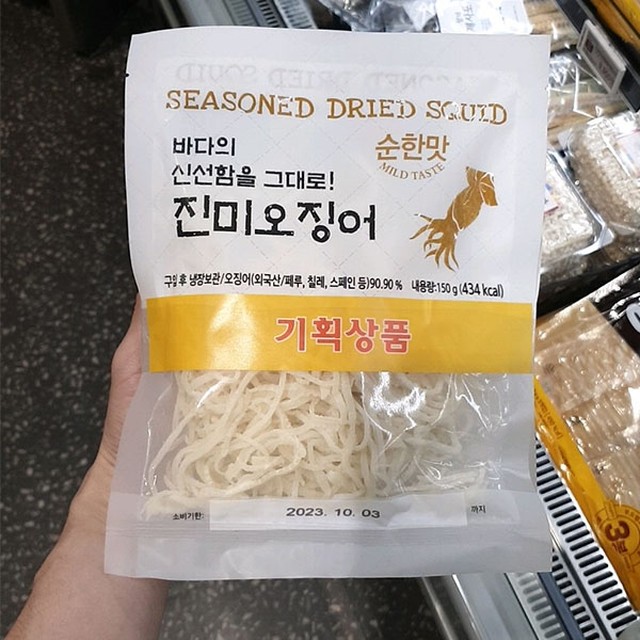 SEASONED DRIED SQUID
바다의
순한맛
MILD TASTE
신선함을 그대로!
진미오징어
구입 후 냉장보관/오징어(외국산/페루, 칠레, 스페인 등)90.90 % 내용량:150 g (434 kcal)
기획상품
소비기한: 2023. 10. 03 까지
3